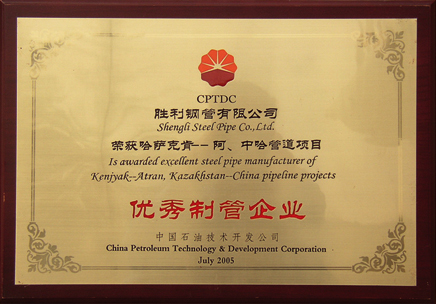 CPTDC
胜利钢管有限公司
Shengli Steel Pipe Co.,Ltd.
荣获哈萨克肯--阿、中哈管道项目
Is awarded excellent steel pipe manufacturer of
Kenjyak--Atran, Kazakhstan--China pipeline projects
优秀制管企业
中国石油技术开发公司
China Petroleum Technology & Development Corporation
July 2005